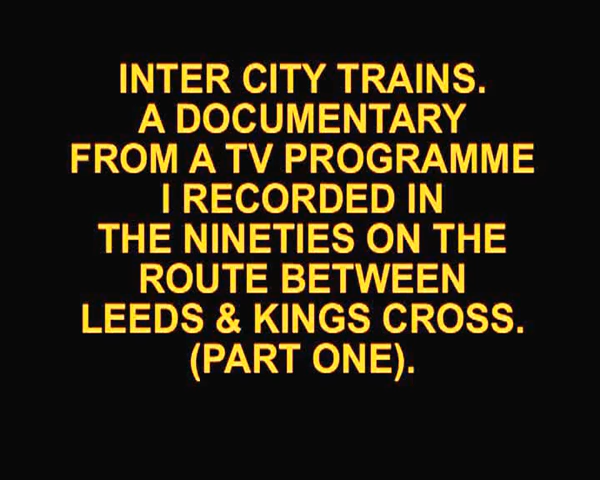 INTER CITY TRAINS.
A DOCUMENTARY
FROM A TV PROGRAMME
I RECORDED IN
THE NINETIES ON THE
ROUTE BETWEEN
LEEDS & KINGS CROSS.
(PART ONE).